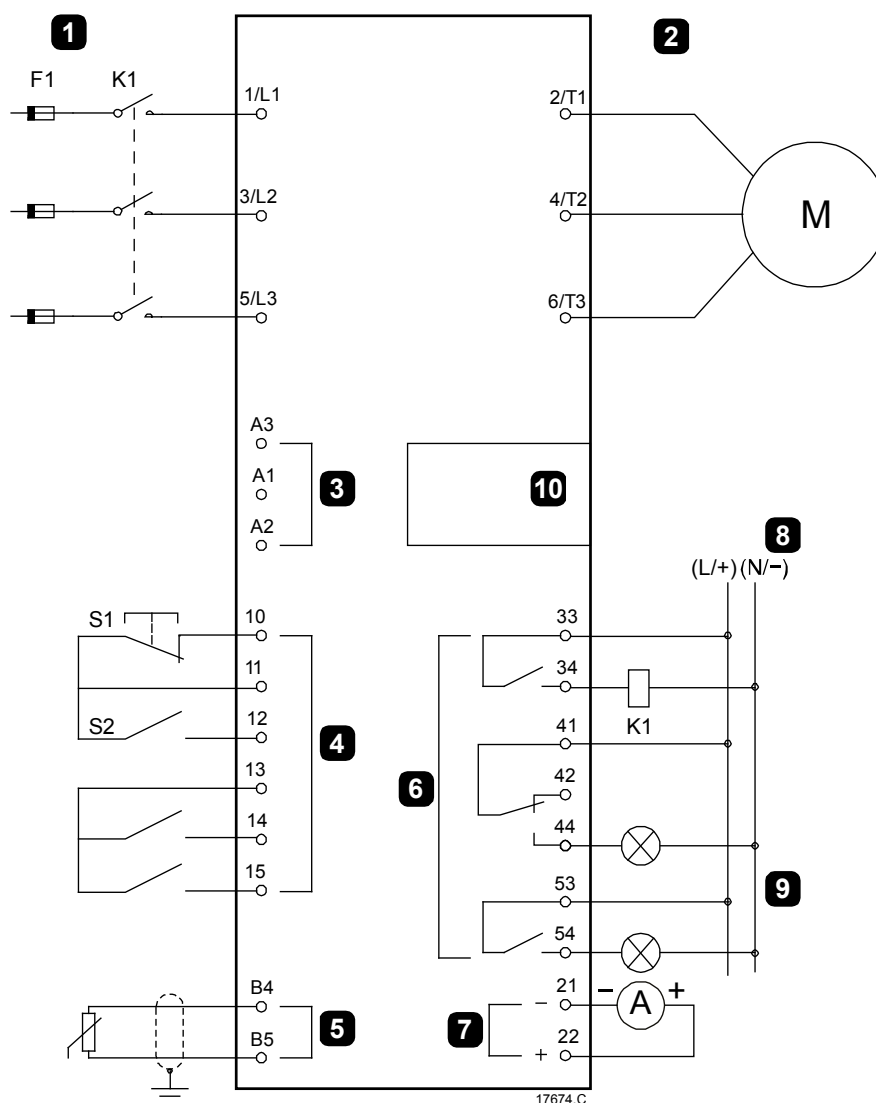 1
2
F1
K1
1/L1
2/T1
3/L2
4/T2
M
5/L3
6/T3
A3
A1
3
10
A2
8
(L/+) (N/−)
S1
10
33
11
34
S2
12
4
K1
41
13
6
42
14
44
15
53
9
54
B4
21
−
−
A
+
5
7
B5
22
+
17674.C